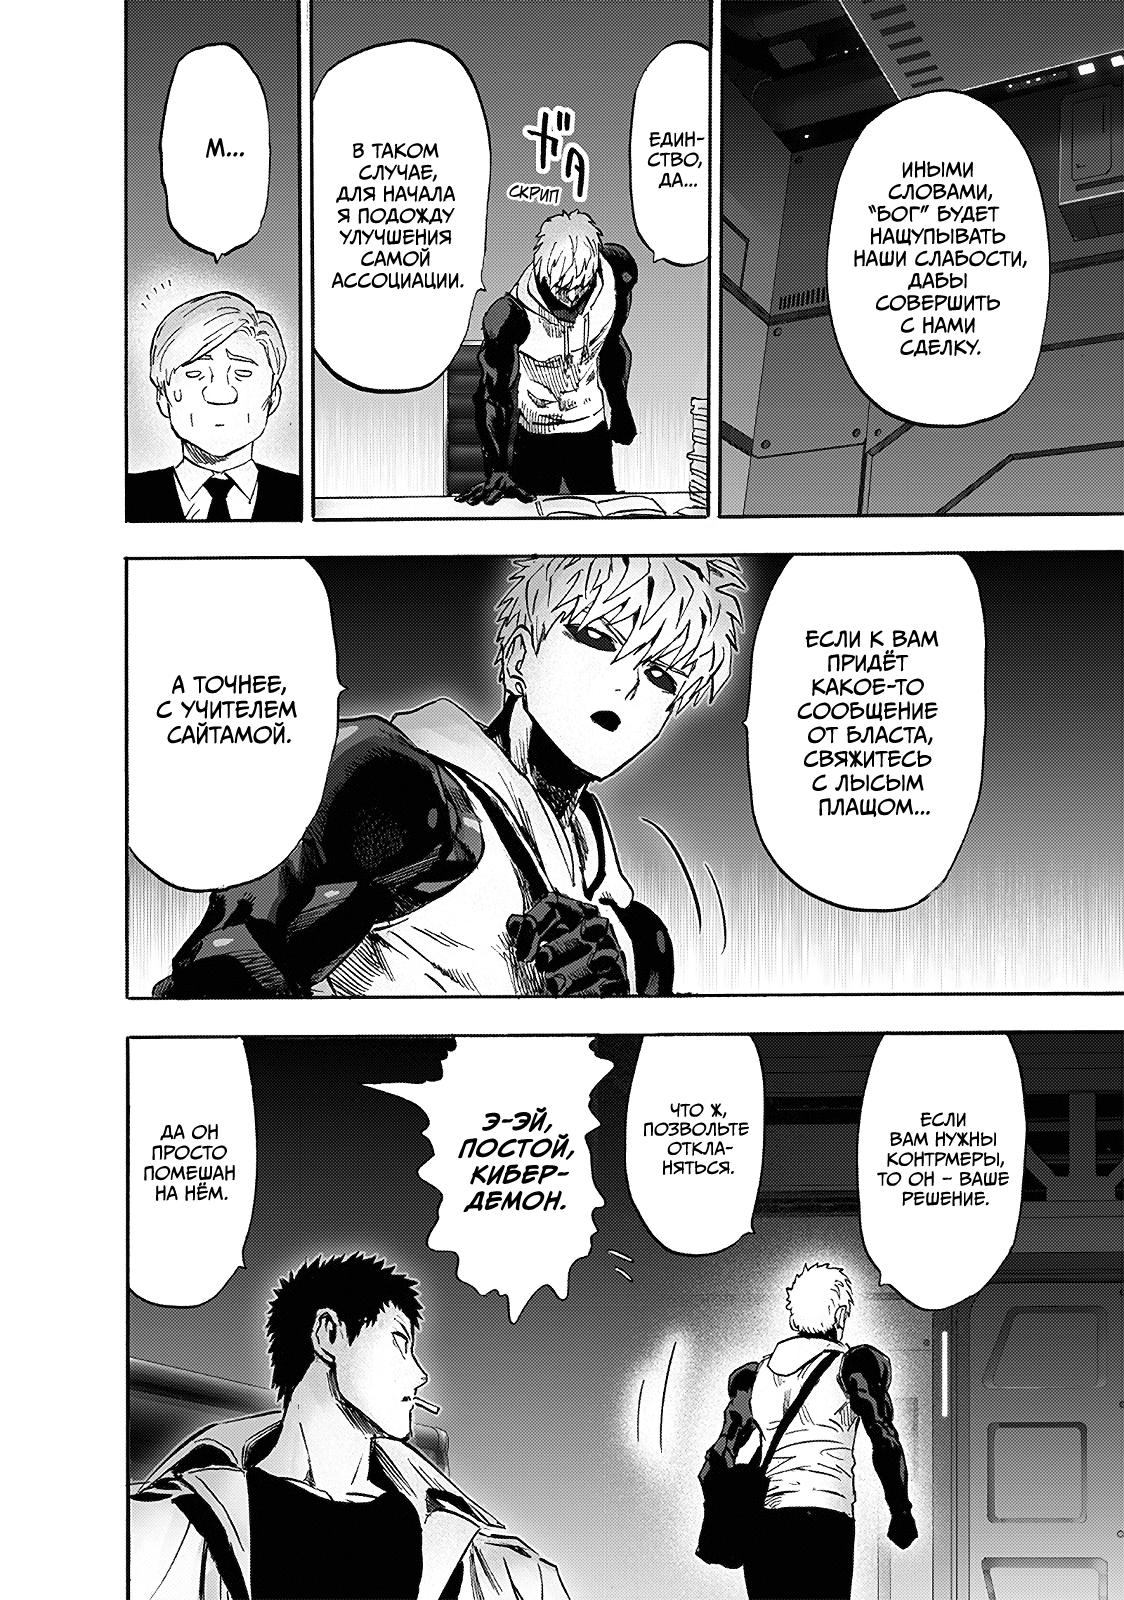 ИНЫМИ
СЛОВАМИ,
"БОГ" БУДЕТ
НАЩУПЫВАТЬ
НАШИ СЛАБОСТИ,
ДАБЫ
СОВЕРШИТЬ
С НАМИ
СДЕЛКУ.
ЕДИН-
СТВО,
ДА...
ガタ
СКРИП
В ТАКОМ
СЛУЧАЕ,
ДЛЯ НАЧАЛА
Я ПОДОЖДУ
УЛУЧШЕНИЯ
САМОЙ
АССОЦИАЦИИ.
М...
ЕСЛИ К ВАМ
ПРИДЁТ
КАКОЕ-ТО
СООБЩЕНИЕ
ОТ БЛАСТА,
СВЯЖИТЕСЬ
С ЛЫСЫМ
ПЛАЩОМ...
А ТОЧНЕЕ,
С УЧИТЕЛЕМ
САЙТАМОЙ.
ЕСЛИ
ВАМ НУЖНЫ
КОНТРМЕРЫ,
ТО ОН – ВАШЕ
РЕШЕНИЕ.
ЧТО Ж,
ПОЗВОЛЬТЕ
ОТКЛА-
НЯТЬСЯ.
Э-ЭЙ,
ПОСТОЙ,
КИБЕР-
ДЕМОН.
ДА ОН
ПРОСТО
ПОМЕШАН
НА НЁМ.